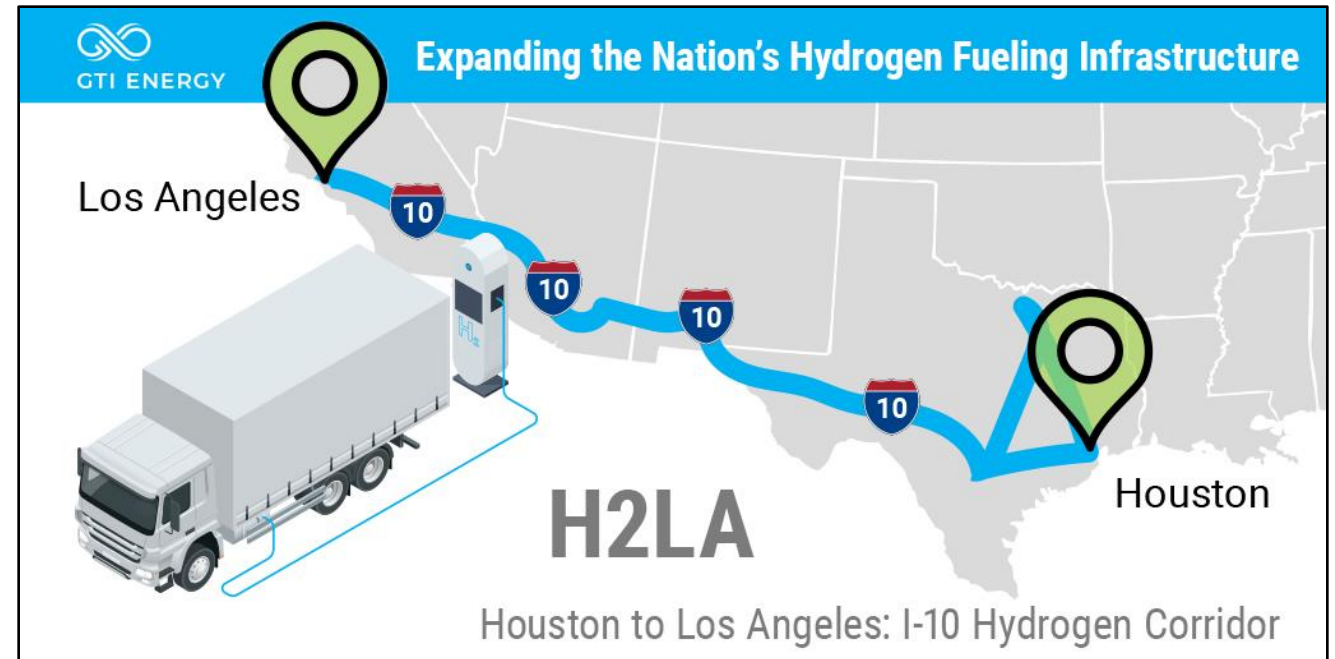 GTI ENERGY
Expanding the Nation's Hydrogen Fueling Infrastructure
Los Angeles
10
10
10
10
H₂
Houston
H2LA
Houston to Los Angeles: I-10 Hydrogen Corridor